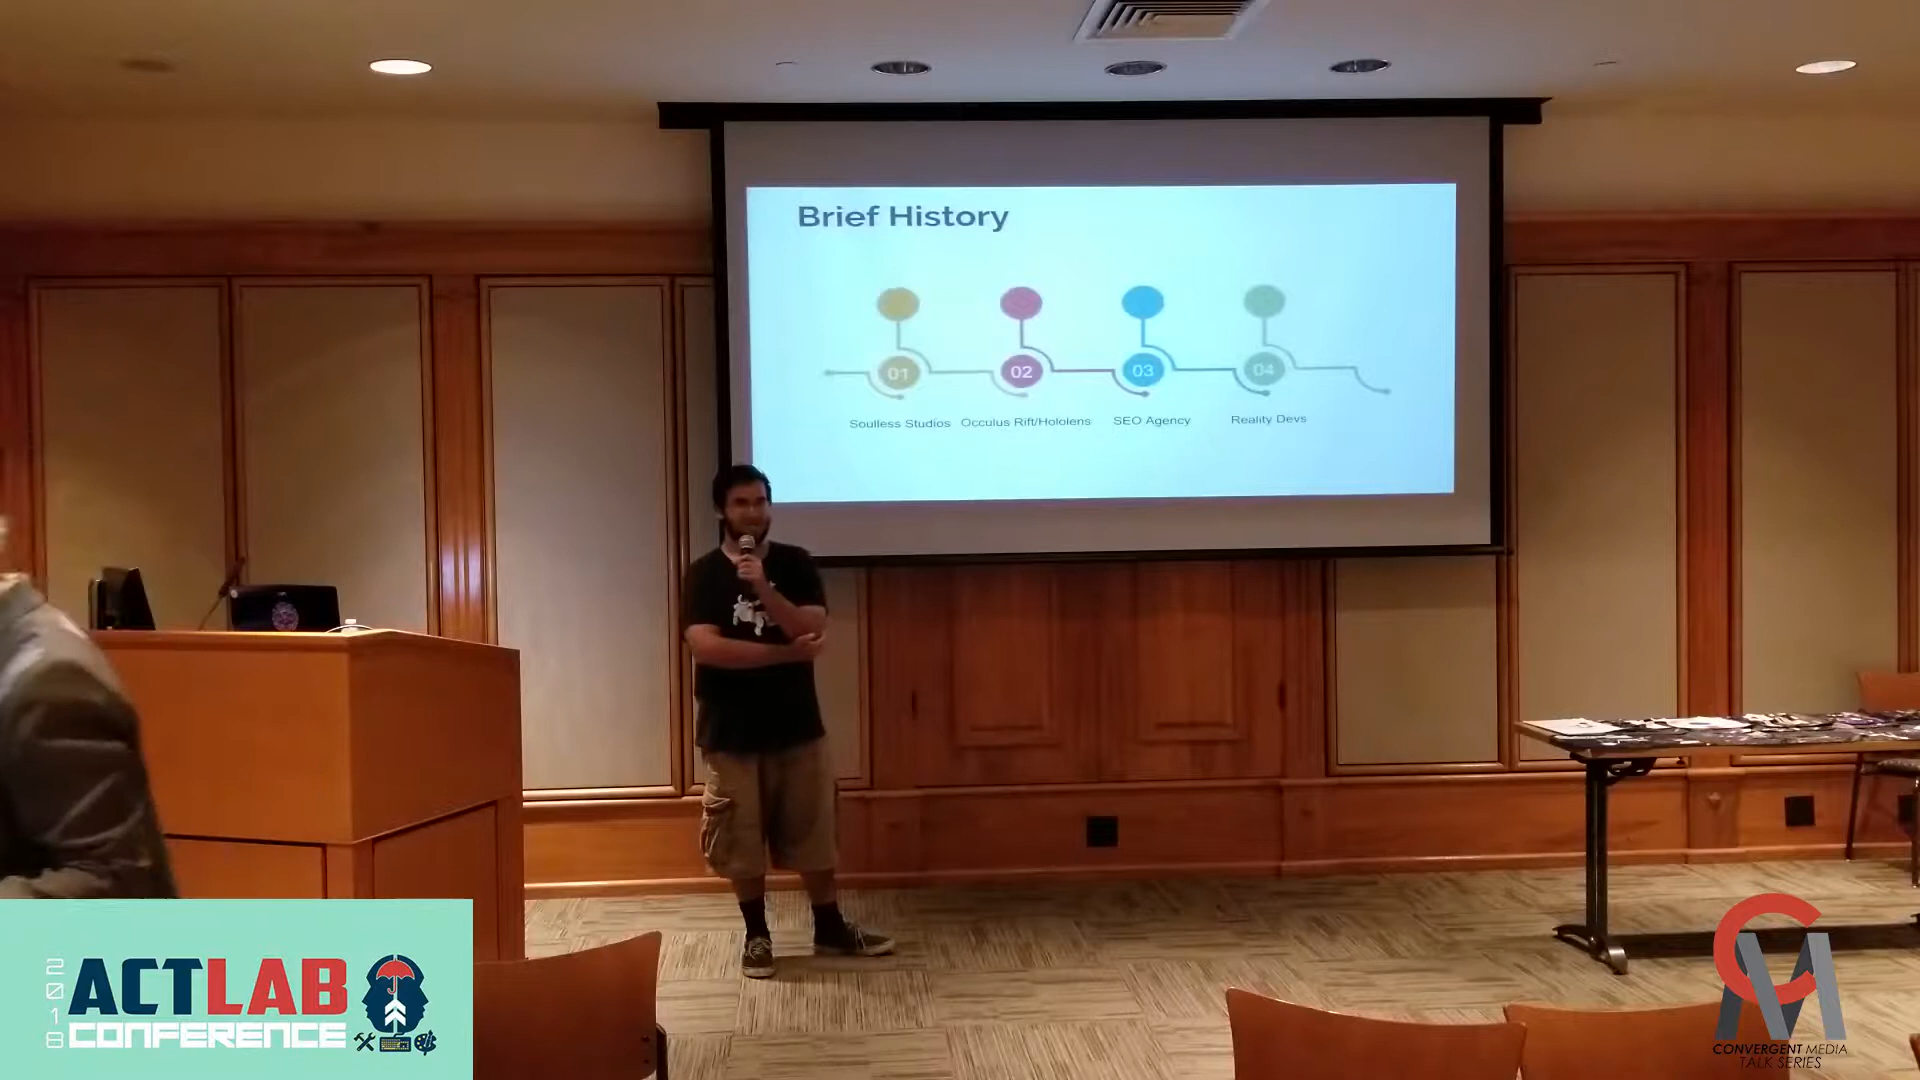 Brief History
01
02
03
04
Soulless Studios
Occulus Rift/Hololens
SEO Agency
Reality Devs
2018
ACTLAB
CONFERENCE
CM
CONVERGENT MEDIA
TALK SERIES